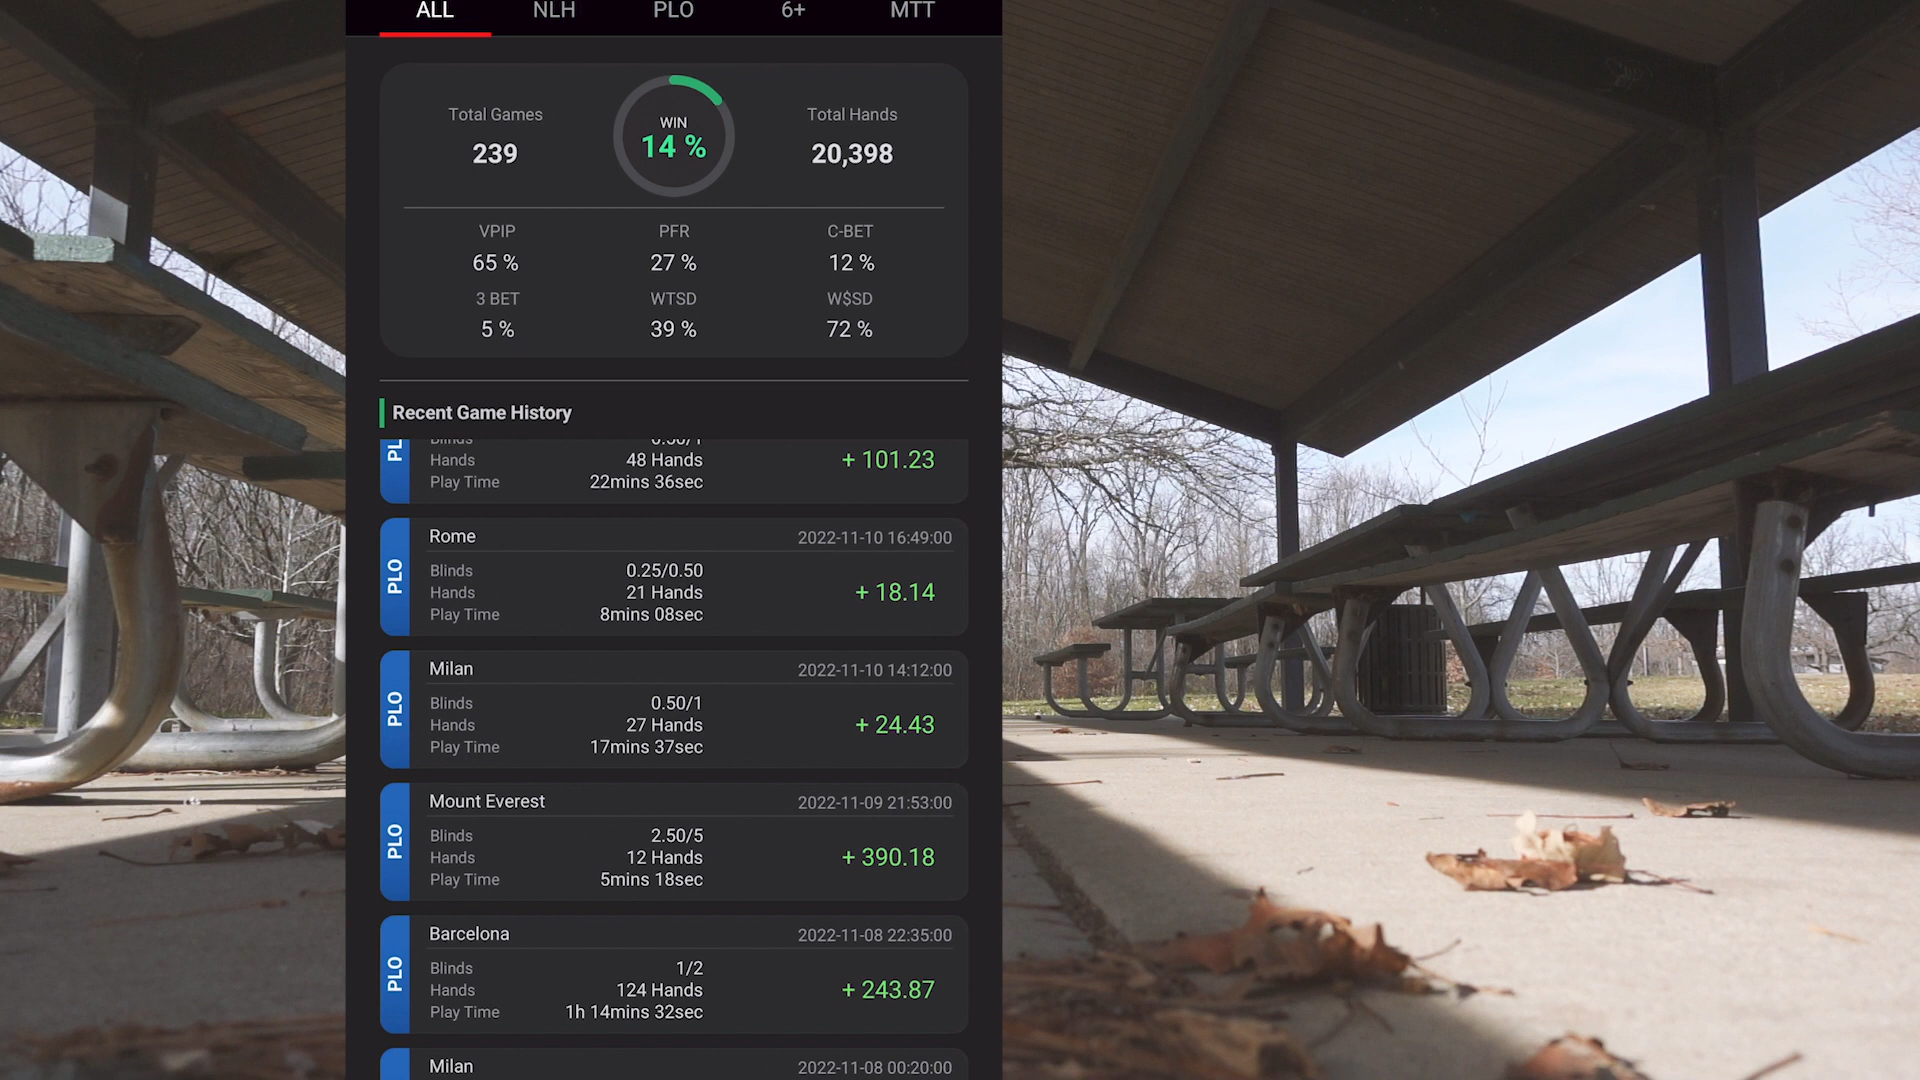 ALL NLH PLO 6+ MTT
Total Games WIN Total Hands
239 14 % 20,398
VPIP PFR C-BET
65 % 27 % 12 %
3 BET WTSD W$SD
5 % 39 % 72 %
Recent Game History
PL
Blinds 0.50/1
Hands 48 Hands + 101.23
Play Time 22mins 36sec
PLO
Rome 2022-11-10 16:49:00
Blinds 0.25/0.50
Hands 21 Hands + 18.14
Play Time 8mins 08sec
PLO
Milan 2022-11-10 14:12:00
Blinds 0.50/1
Hands 27 Hands + 24.43
Play Time 17mins 37sec
PLO
Mount Everest 2022-11-09 21:53:00
Blinds 2.50/5
Hands 12 Hands + 390.18
Play Time 5mins 18sec
PLO
Barcelona 2022-11-08 22:35:00
Blinds 1/2
Hands 124 Hands + 243.87
Play Time 1h 14mins 32sec
Milan 2022-11-08 00:20:00